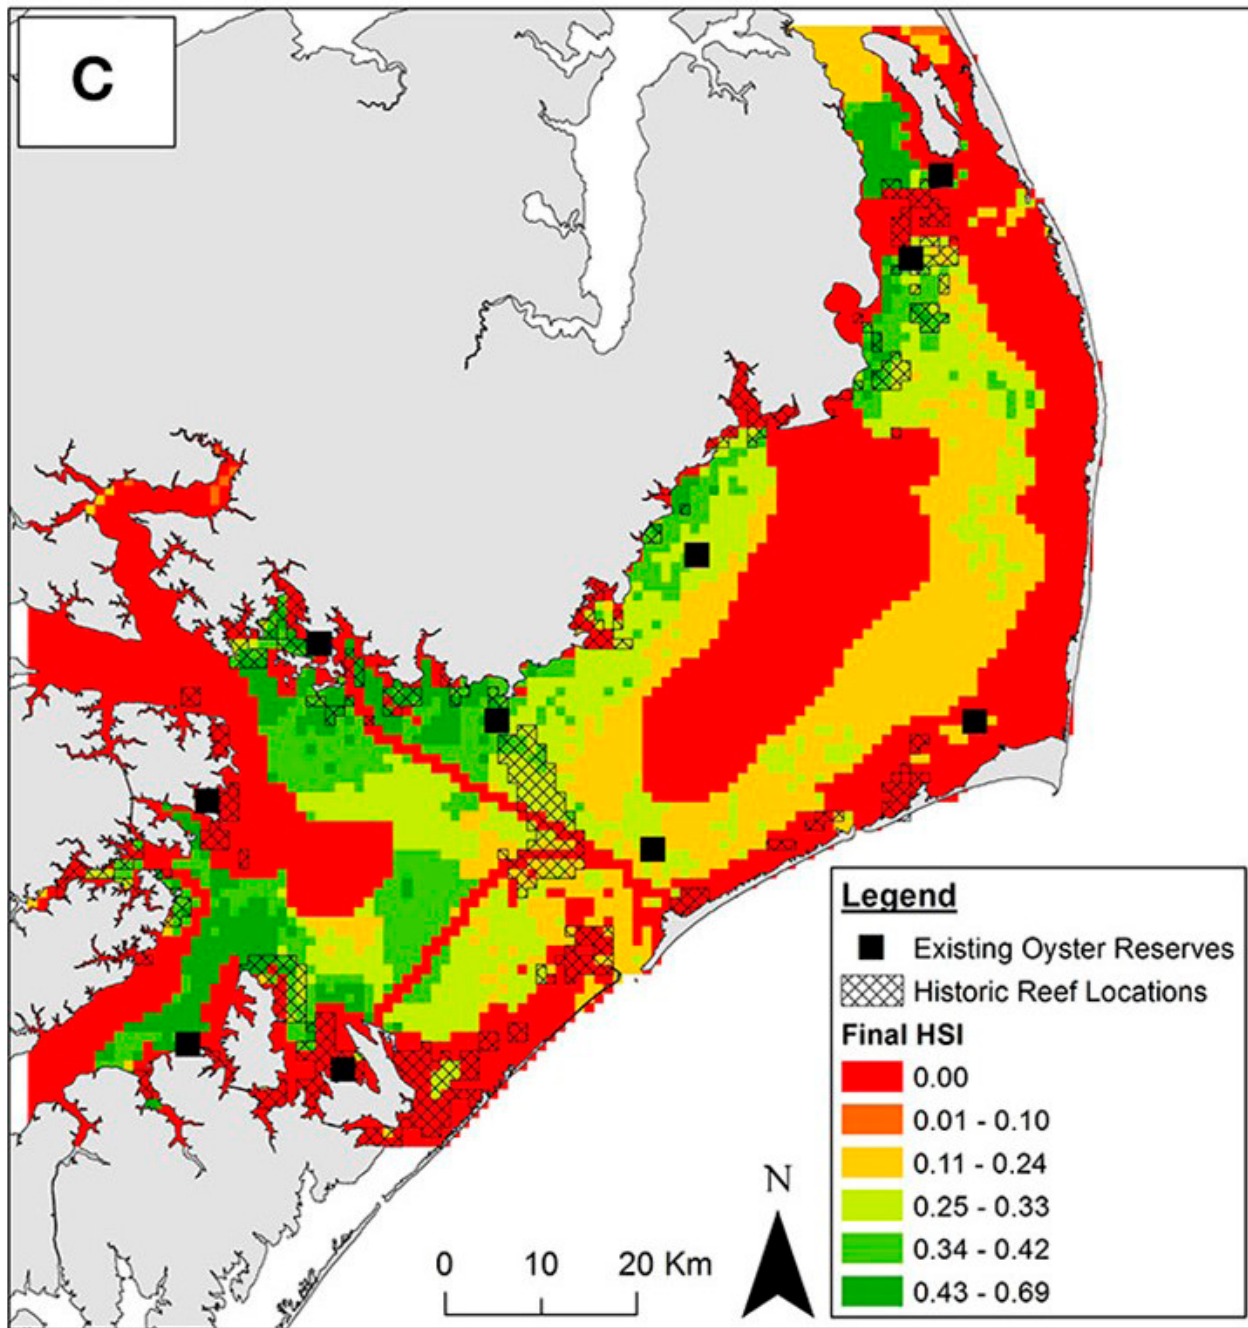 C
Legend
Existing Oyster Reserves
Historic Reef Locations
Final HSI
0.00
0.01 - 0.10
0.11 - 0.24
0.25 - 0.33
0.34 - 0.42
0.43 - 0.69
N
0 10 20 Km